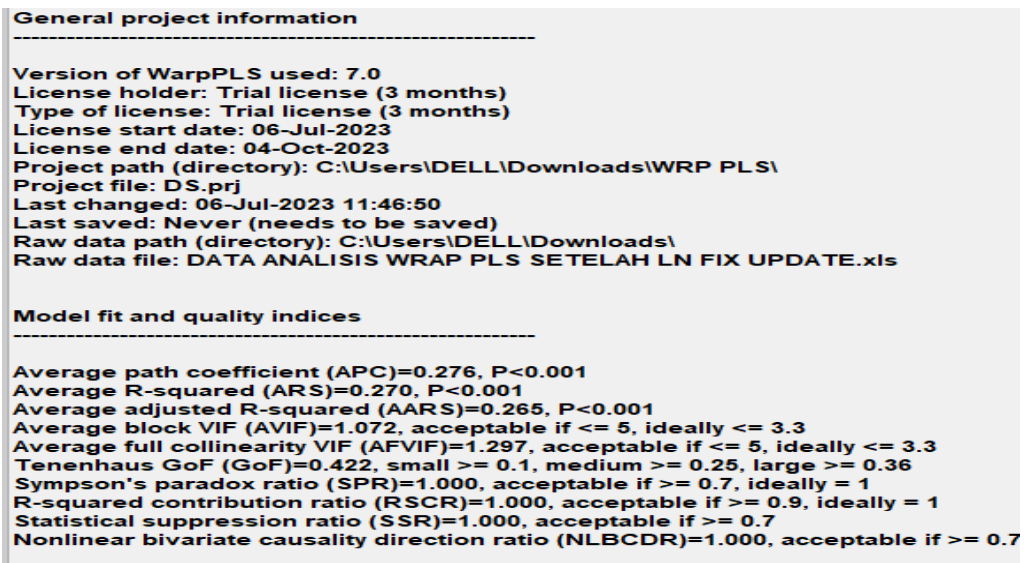 General project information
------------------------------------------------------------
Version of WarpPLS used: 7.0
License holder: Trial license (3 months)
Type of license: Trial license (3 months)
License start date: 06-Jul-2023
License end date: 04-Oct-2023
Project path (directory): C:\Users\DELL\Downloads\WRP PLS\
Project file: DS.prj
Last changed: 06-Jul-2023 11:46:50
Last saved: Never (needs to be saved)
Raw data path (directory): C:\Users\DELL\Downloads\
Raw data file: DATA ANALISIS WRAP PLS SETELAH LN FIX UPDATE.xls
Model fit and quality indices
------------------------------------------------------------
Average path coefficient (APC)=0.276, P<0.001
Average R-squared (ARS)=0.270, P<0.001
Average adjusted R-squared (AARS)=0.265, P<0.001
Average block VIF (AVIF)=1.072, acceptable if <= 5, ideally <= 3.3
Average full collinearity VIF (AFVIF)=1.297, acceptable if <= 5, ideally <= 3.3
Tenenhaus GoF (GoF)=0.422, small >= 0.1, medium >= 0.25, large >= 0.36
Sympson's paradox ratio (SPR)=1.000, acceptable if >= 0.7, ideally = 1
R-squared contribution ratio (RSCR)=1.000, acceptable if >= 0.9, ideally = 1
Statistical suppression ratio (SSR)=1.000, acceptable if >= 0.7
Nonlinear bivariate causality direction ratio (NLBCDR)=1.000, acceptable if >= 0.7